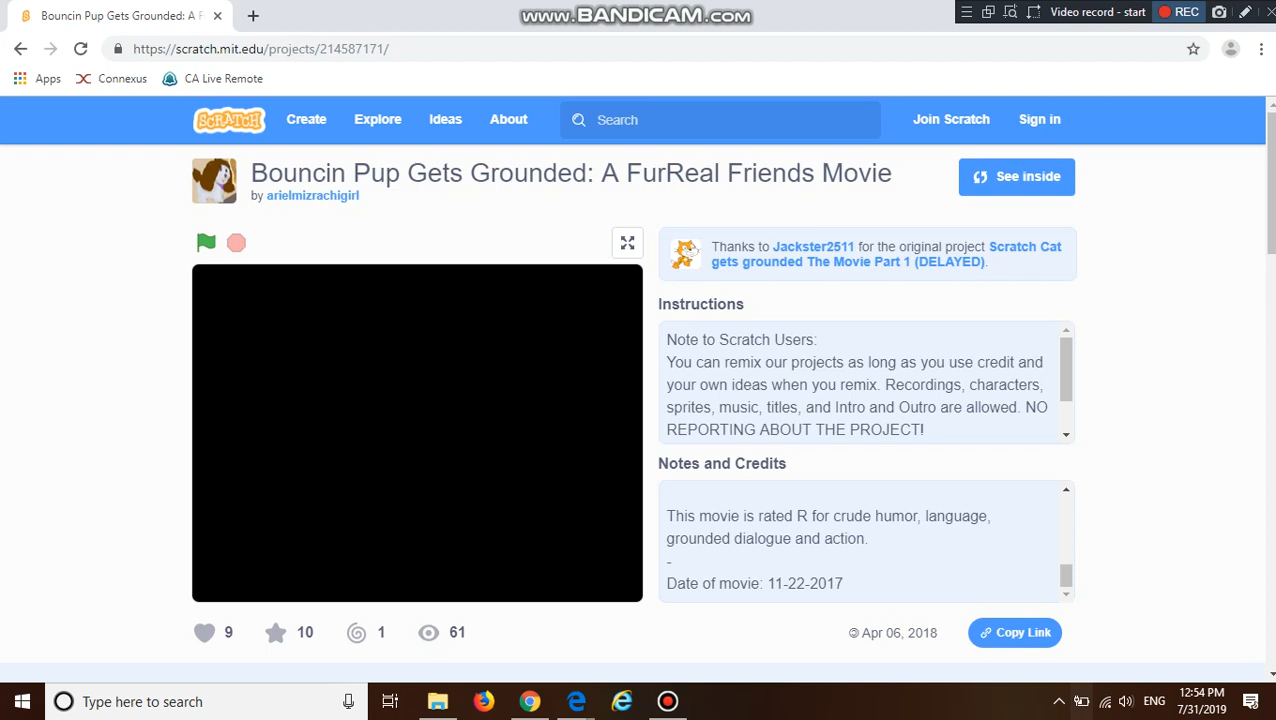 www.BANDICAM.com
Video record - start
REC
Bouncin Pup Gets Grounded: A F
https://scratch.mit.edu/projects/214587171/
Apps
Connexus
CA Live Remote
SCRATCH
Create
Explore
Ideas
About
Search
Join Scratch
Sign in
Bouncin Pup Gets Grounded: A FurReal Friends Movie
by arielmizrachigirl
See inside
Thanks to Jackster2511 for the original project Scratch Cat
gets grounded The Movie Part 1 (DELAYED).
Instructions
Note to Scratch Users:
You can remix our projects as long as you use credit and
your own ideas when you remix. Recordings, characters,
sprites, music, titles, and Intro and Outro are allowed. NO
REPORTING ABOUT THE PROJECT!
Notes and Credits
This movie is rated R for crude humor, language,
grounded dialogue and action.
-
Date of movie: 11-22-2017
9
10
1
61
© Apr 06, 2018
Copy Link
Type here to search
ENG
12:54 PM
7/31/2019